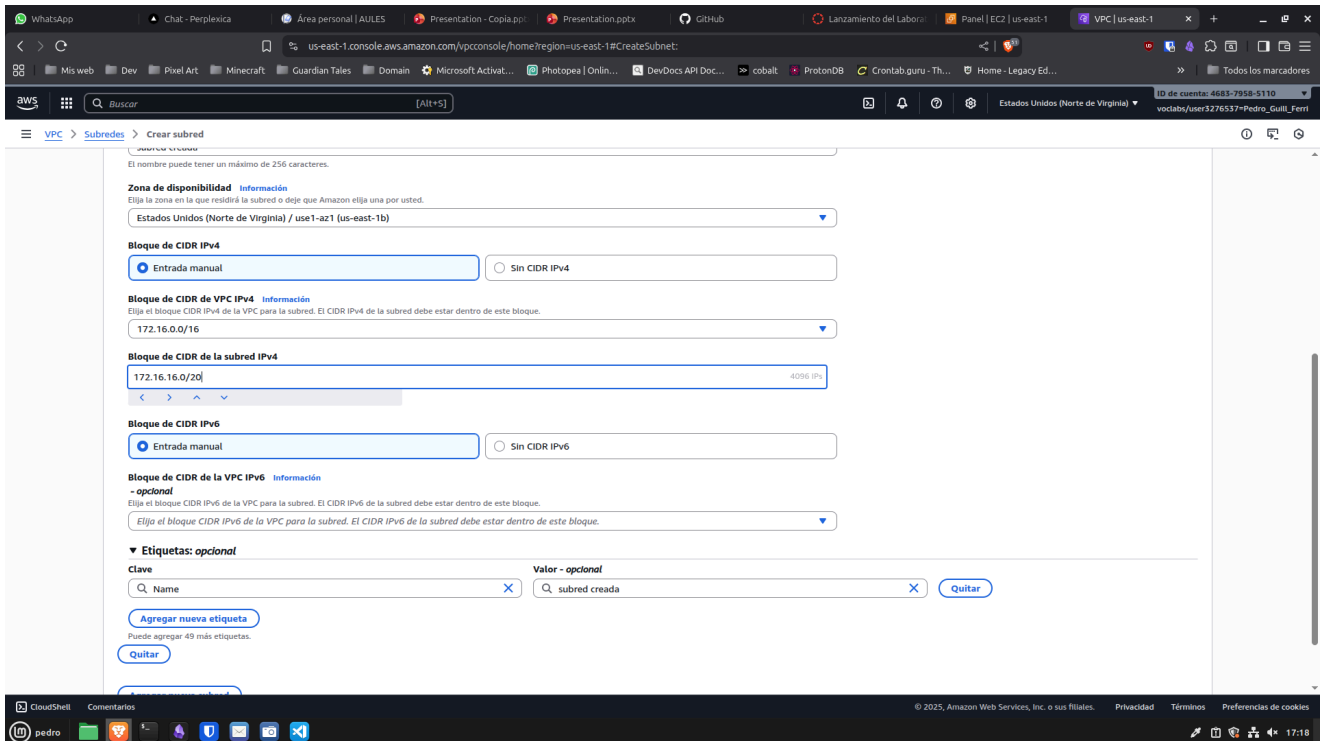 WhatsApp
Chat - Perplexica
Área personal | AULES
Presentation - Copia.ppt
Presentation.pptx
GitHub
Lanzamiento del Laborat
Panel | EC2 | us-east-1
VPC | us-east-1
us-east-1.console.aws.amazon.com/vpcconsole/home?region=us-east-1#CreateSubnet:
Mis web
Dev
Pixel Art
Minecraft
Guardian Tales
Domain
Microsoft Activat...
Photopea | Onlin...
DevDocs API Doc...
cobalt
ProtonDB
Crontab.guru - Th...
Home - Legacy Ed...
Todos los marcadores
aws
Buscar
[Alt+S]
Estados Unidos (Norte de Virginia)
ID de cuenta: 4683-7958-5110
voclabs/user3276537=Pedro_Guill_Ferri
VPC > Subredes > Crear subred
subred creada
El nombre puede tener un máximo de 256 caracteres.
Zona de disponibilidad Información
Elija la zona en la que residirá la subred o deje que Amazon elija una por usted.
Estados Unidos (Norte de Virginia) / use1-az1 (us-east-1b)
Bloque de CIDR IPv4
Entrada manual
Sin CIDR IPv4
Bloque de CIDR de VPC IPv4 Información
Elija el bloque CIDR IPv4 de la VPC para la subred. El CIDR IPv4 de la subred debe estar dentro de este bloque.
172.16.0.0/16
Bloque de CIDR de la subred IPv4
172.16.16.0/20
4096 IPs
Bloque de CIDR IPv6
Entrada manual
Sin CIDR IPv6
Bloque de CIDR de la VPC IPv6 Información
- opcional
Elija el bloque CIDR IPv6 de la VPC para la subred. El CIDR IPv6 de la subred debe estar dentro de este bloque.
Elija el bloque CIDR IPv6 de la VPC para la subred. El CIDR IPv6 de la subred debe estar dentro de este bloque.
Etiquetas: opcional
Clave
Valor - opcional
Name
subred creada
Quitar
Agregar nueva etiqueta
Puede agregar 49 más etiquetas.
Quitar
Agregar nueva subred
CloudShell
Comentarios
© 2025, Amazon Web Services, Inc. o sus filiales.
Privacidad
Términos
Preferencias de cookies
pedro
17:18